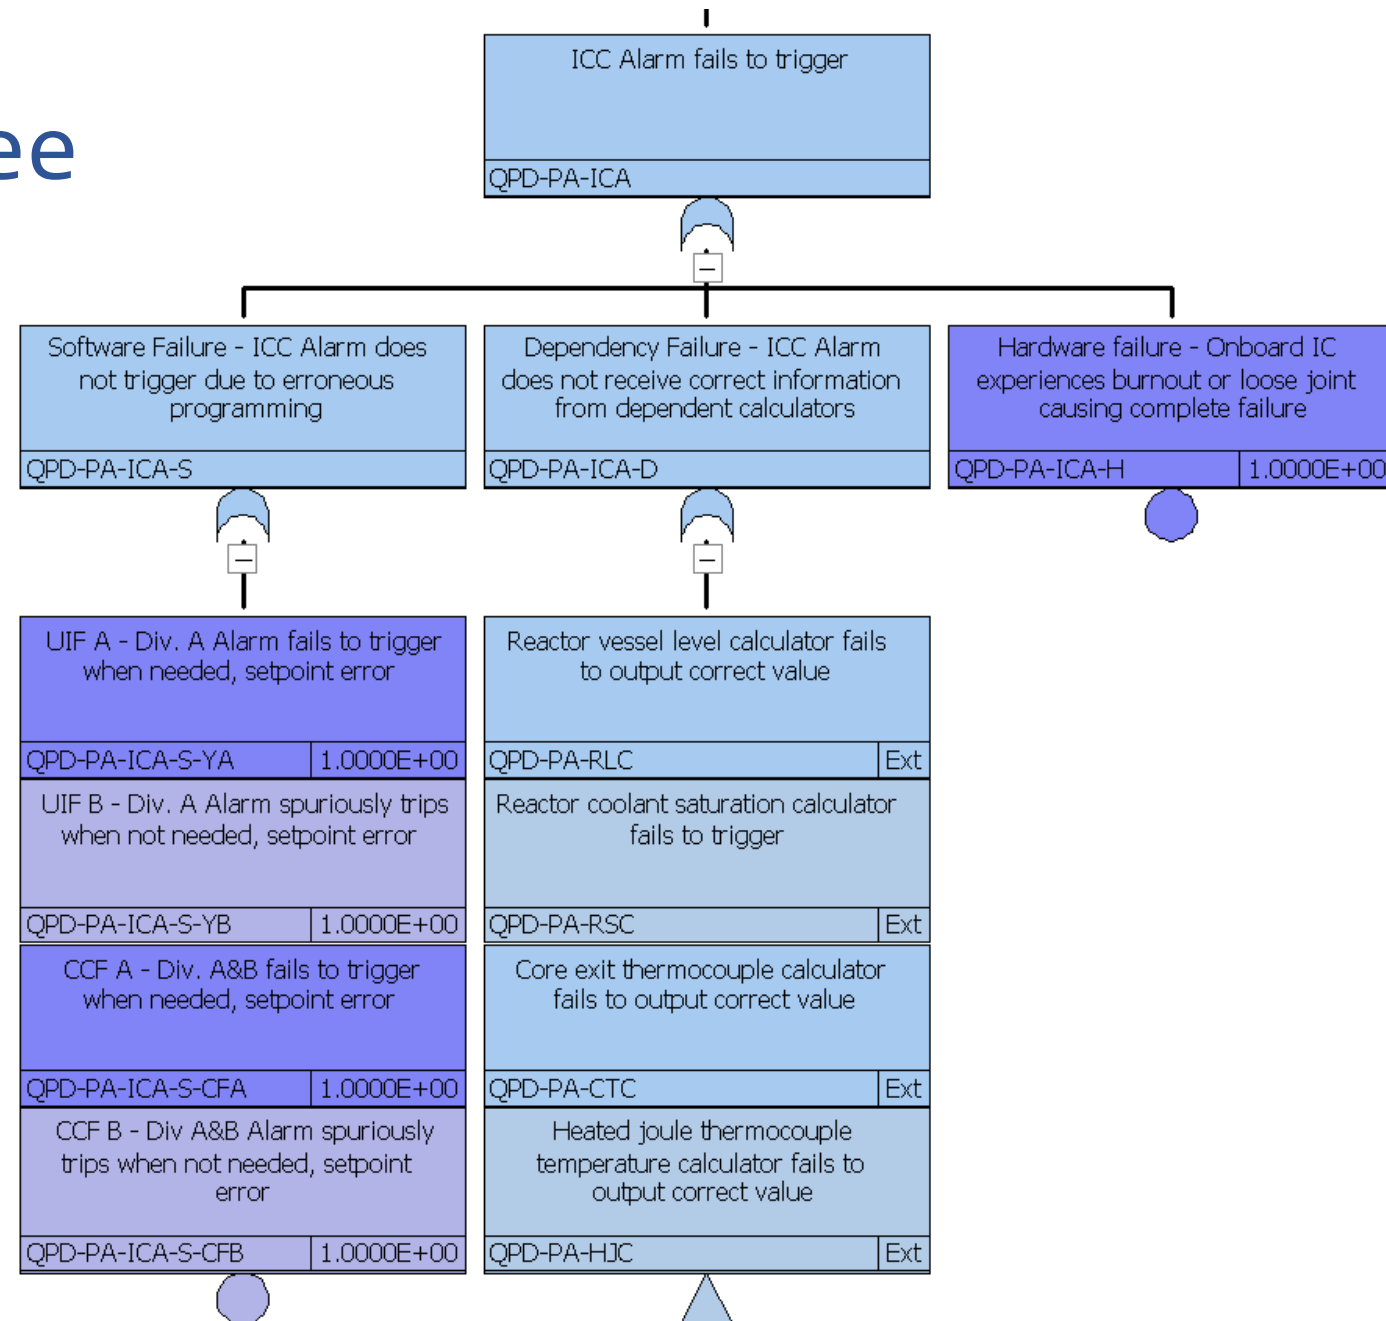 ee
ICC Alarm fails to trigger
QPD-PA-ICA
Software Failure - ICC Alarm does
not trigger due to erroneous
programming
QPD-PA-ICA-S
Dependency Failure - ICC Alarm
does not receive correct information
from dependent calculators
QPD-PA-ICA-D
Hardware failure - Onboard IC
experiences burnout or loose joint
causing complete failure
QPD-PA-ICA-H 1.0000E+00
UIF A - Div. A Alarm fails to trigger
when needed, setpoint error
QPD-PA-ICA-S-YA 1.0000E+00
UIF B - Div. A Alarm spuriously trips
when not needed, setpoint error
QPD-PA-ICA-S-YB 1.0000E+00
CCF A - Div. A&B fails to trigger
when needed, setpoint error
QPD-PA-ICA-S-CFA 1.0000E+00
CCF B - Div A&B Alarm spuriously
trips when not needed, setpoint
error
QPD-PA-ICA-S-CFB 1.0000E+00
Reactor vessel level calculator fails
to output correct value
QPD-PA-RLC Ext
Reactor coolant saturation calculator
fails to trigger
QPD-PA-RSC Ext
Core exit thermocouple calculator
fails to output correct value
QPD-PA-CTC Ext
Heated joule thermocouple
temperature calculator fails to
output correct value
QPD-PA-HJC Ext